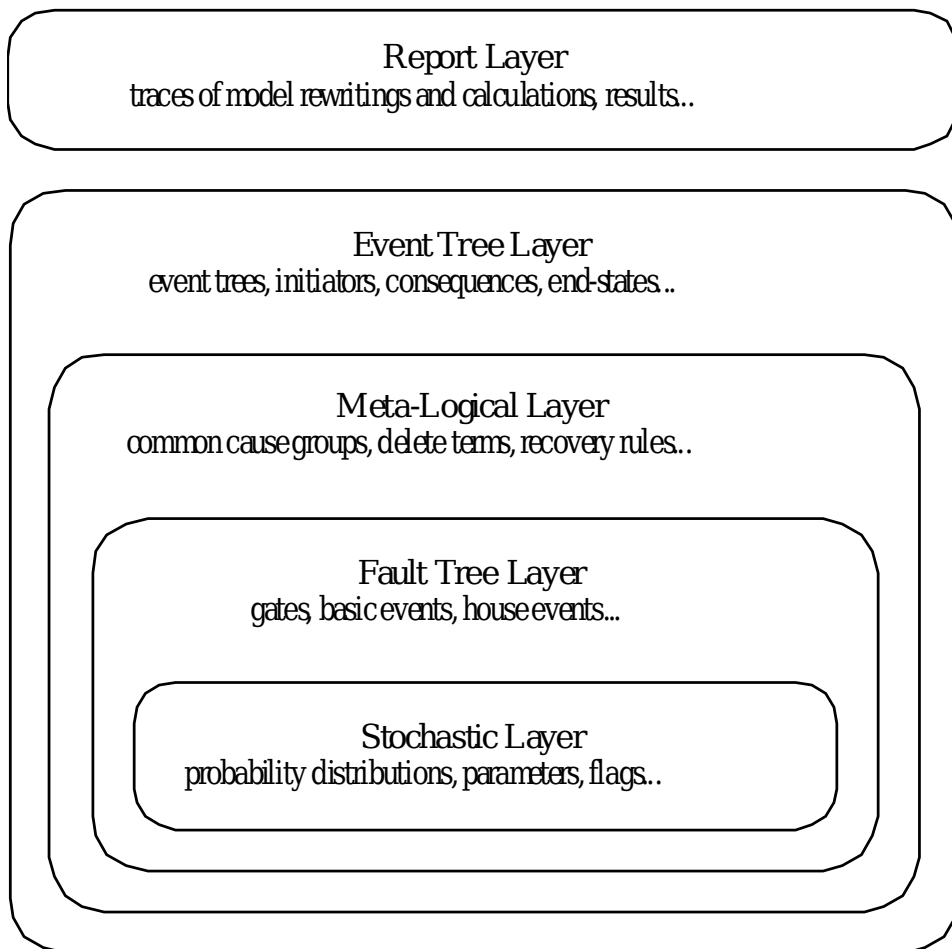 Report Layer
traces of model rewritings and calculations, results...
Event Tree Layer
event trees, initiators, consequences, end-states...
Meta-Logical Layer
common cause groups, delete terms, recovery rules...
Fault Tree Layer
gates, basic events, house events...
Stochastic Layer
probability distributions, parameters, flags...